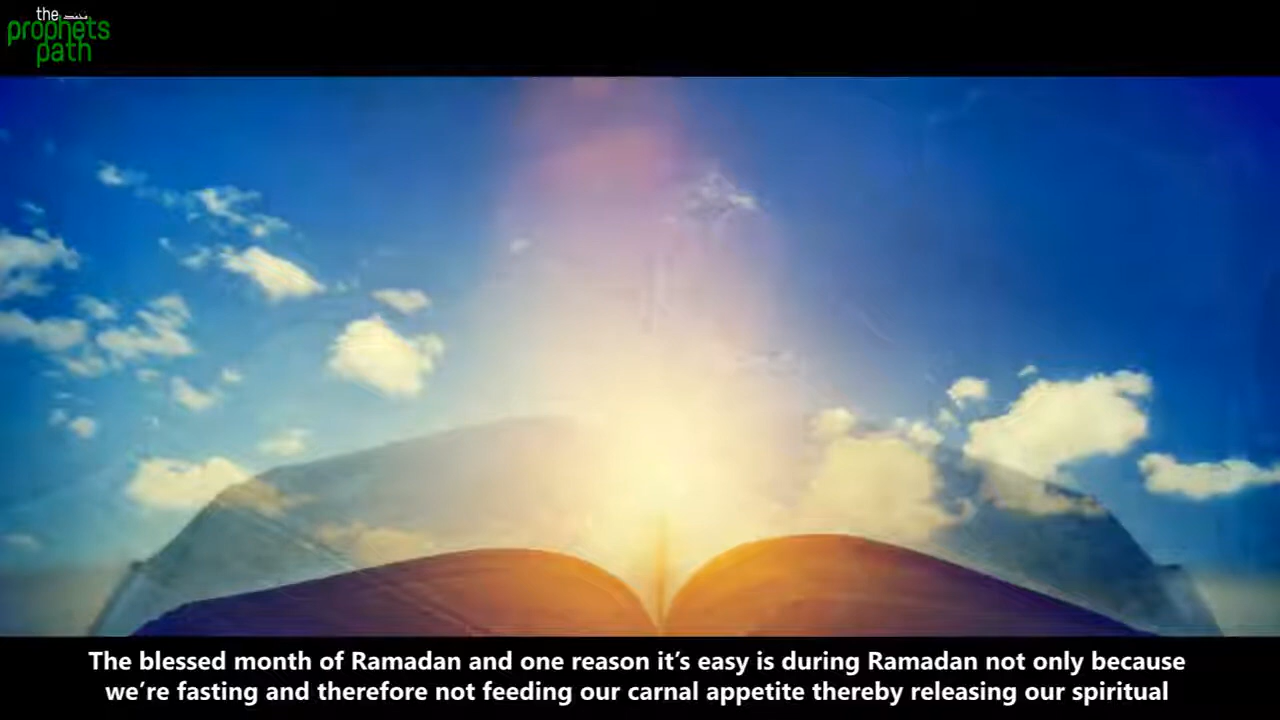 the
prophets
path
The blessed month of Ramadan and one reason it's easy is during Ramadan not only because
we're fasting and therefore not feeding our carnal appetite thereby releasing our spiritual